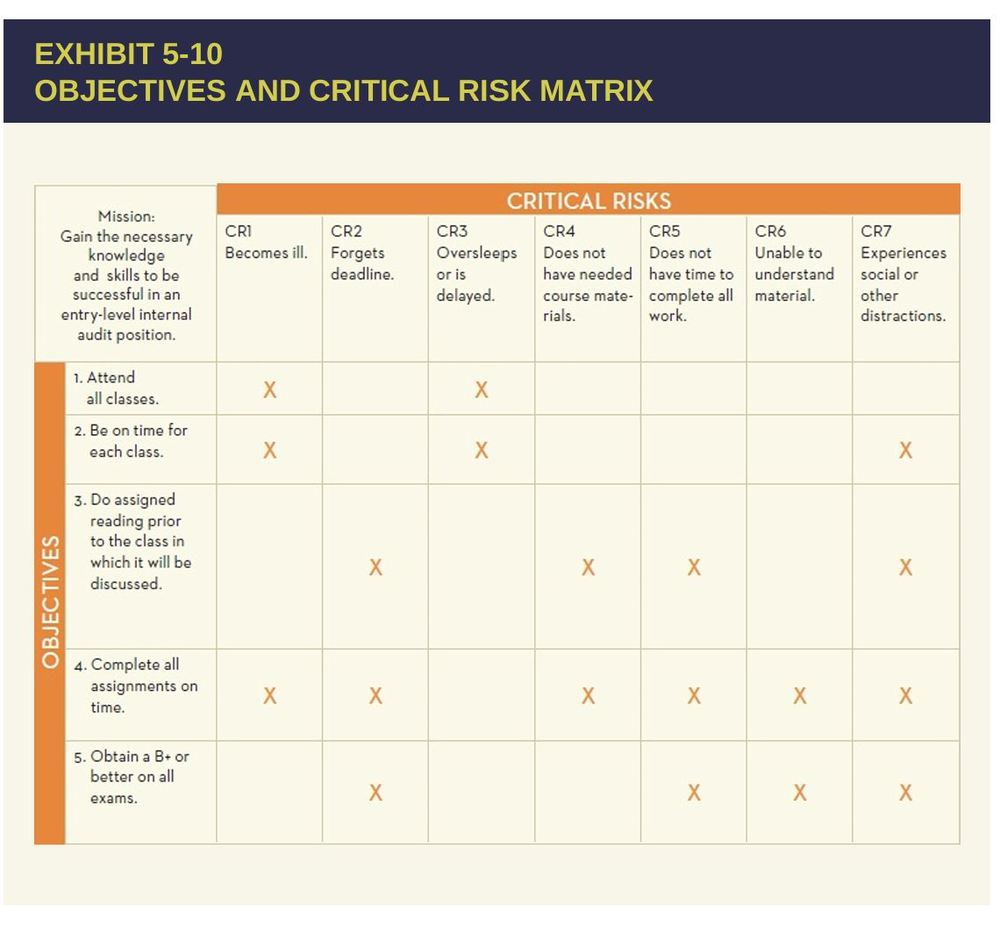 EXHIBIT 5-10
OBJECTIVES AND CRITICAL RISK MATRIX
Mission:
Gain the necessary
knowledge
and skills to be
successful in an
entry-level internal
audit position.
CRITICAL RISKS
CR1
Becomes ill.
CR2
Forgets
deadline.
CR3
Oversleeps
or is
delayed.
CR4
Does not
have needed
course mate-
rials.
CR5
Does not
have time to
complete all
work.
CR6
Unable to
understand
material.
CR7
Experiences
social or
other
distractions.
OBJECTIVES
1. Attend
all classes.
X X
2. Be on time for
each class.
X X X
3. Do assigned
reading prior
to the class in
which it will be
discussed.
X X X X
4. Complete all
assignments on
time.
X X X X X X
5. Obtain a B+ or
better on all
exams.
X X X X